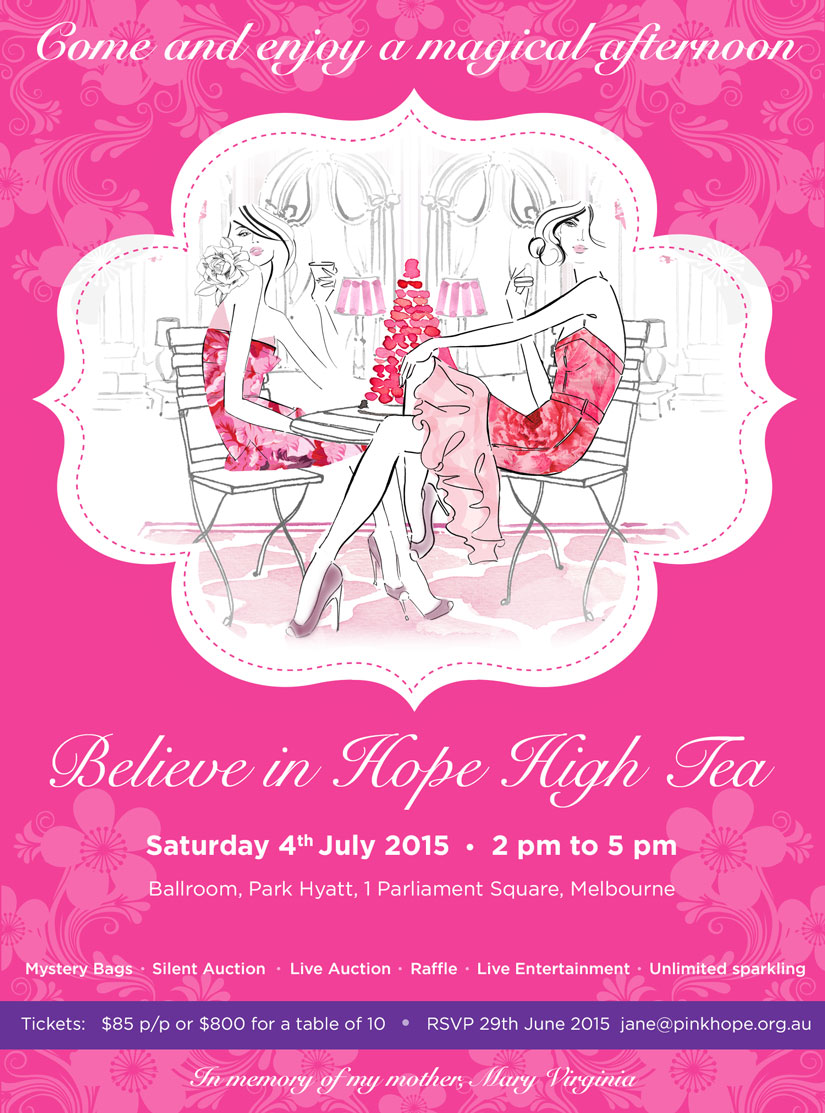 Come and enjoy a magical afternoon
Believe in Hope High Tea
Saturday 4th July 2015 • 2 pm to 5 pm
Ballroom, Park Hyatt, 1 Parliament Square, Melbourne
Mystery Bags • Silent Auction • Live Auction • Raffle • Live Entertainment • Unlimited sparkling
Tickets: $85 p/p or $800 for a table of 10 • RSVP 29th June 2015 jane@pinkhope.org.au
In memory of my mother, Mary Virginia